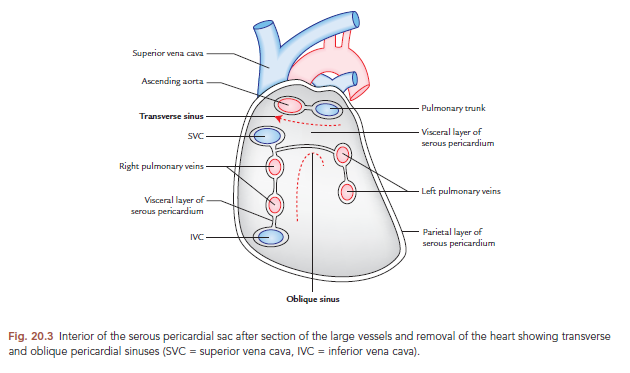 Superior vena cava
Ascending aorta
Transverse sinus
SVC
Right pulmonary veins
Visceral layer of
serous pericardium
IVC
Pulmonary trunk
Visceral layer of
serous pericardium
Left pulmonary veins
Parietal layer of
serous pericardium
Oblique sinus
Fig. 20.3 Interior of the serous pericardial sac after section of the large vessels and removal of the heart showing transverse
and oblique pericardial sinuses (SVC = superior vena cava, IVC = inferior vena cava).